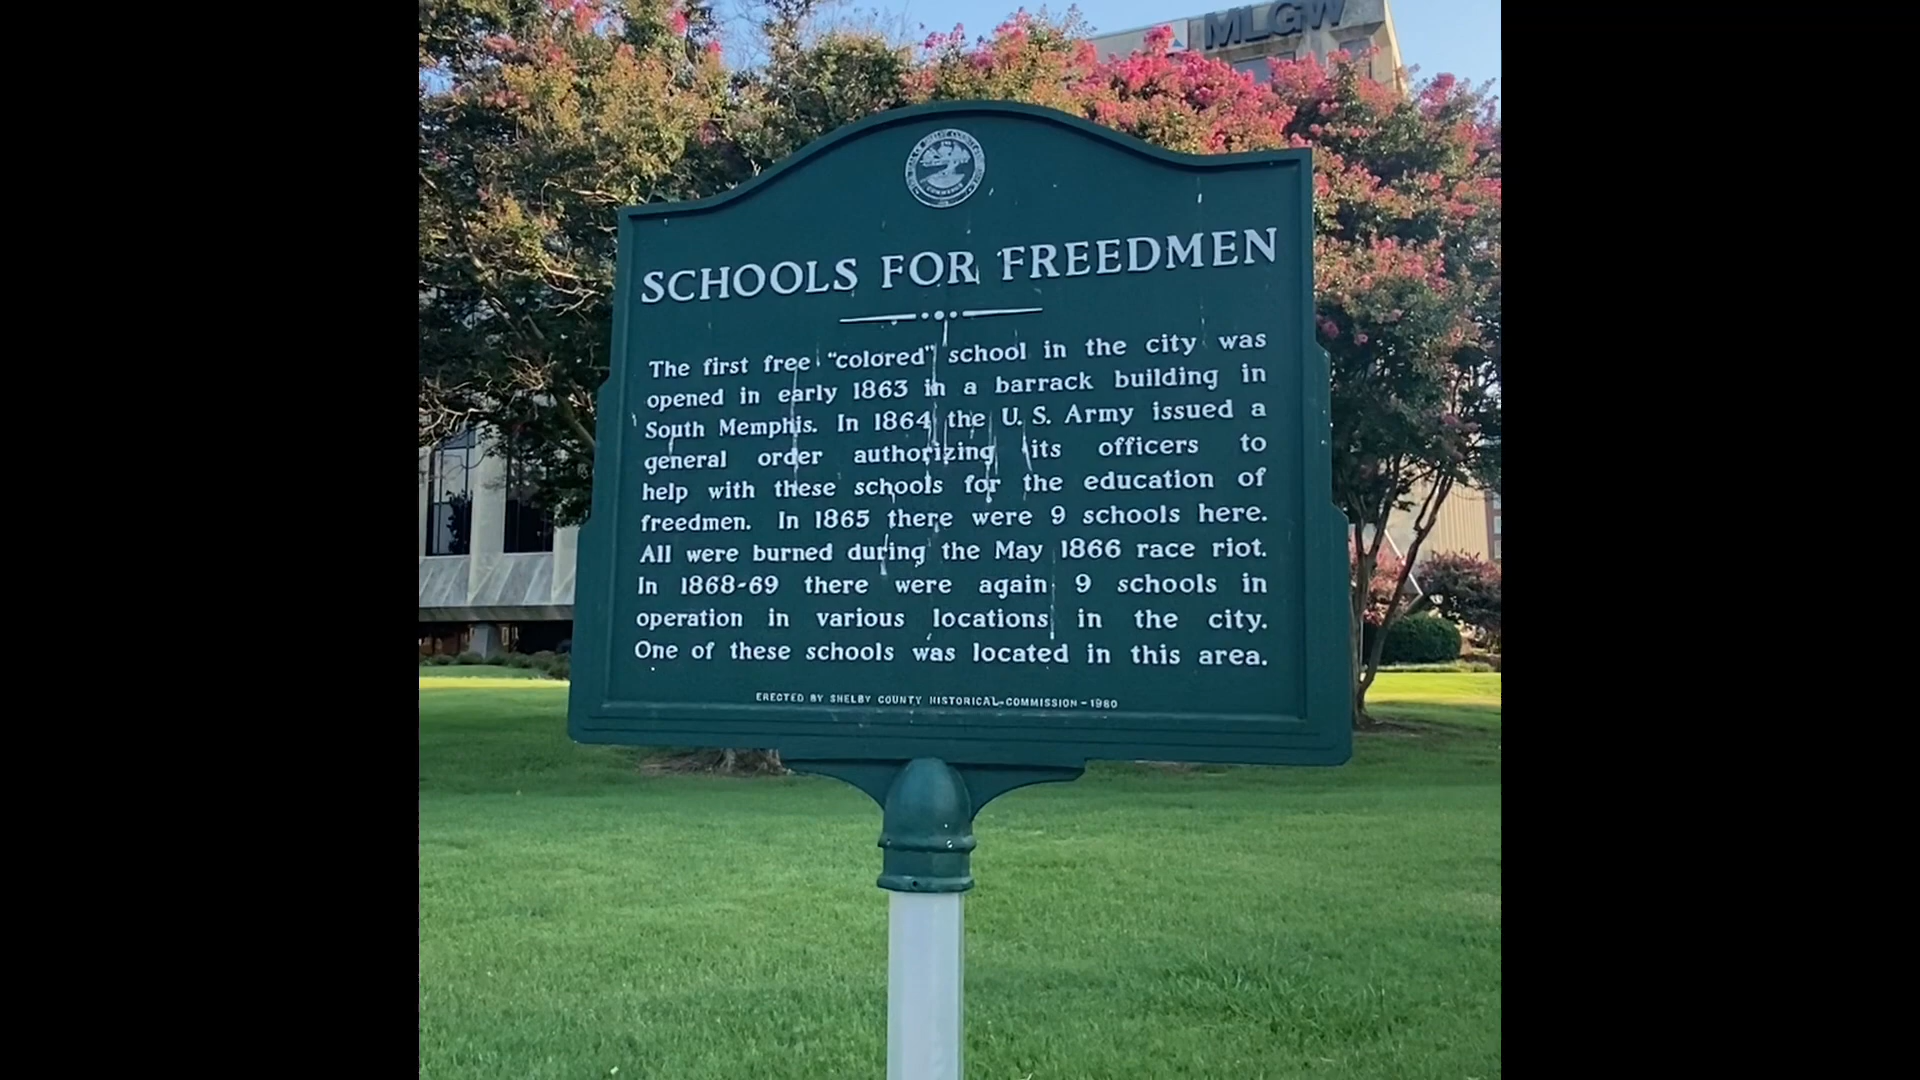 MLGW
COMMERCE
SCHOOLS FOR FREEDMEN
The first free "colored" school in the city was
opened in early 1863 in a barrack building in
South Memphis. In 1864 the U. S. Army issued a
general order authorizing its officers to
help with these schools for the education of
freedmen. In 1865 there were 9 schools here.
All were burned during the May 1866 race riot.
In 1868-69 there were again 9 schools in
operation in various locations in the city.
One of these schools was located in this area.
ERECTED BY SHELBY COUNTY HISTORICAL COMMISSION - 1980